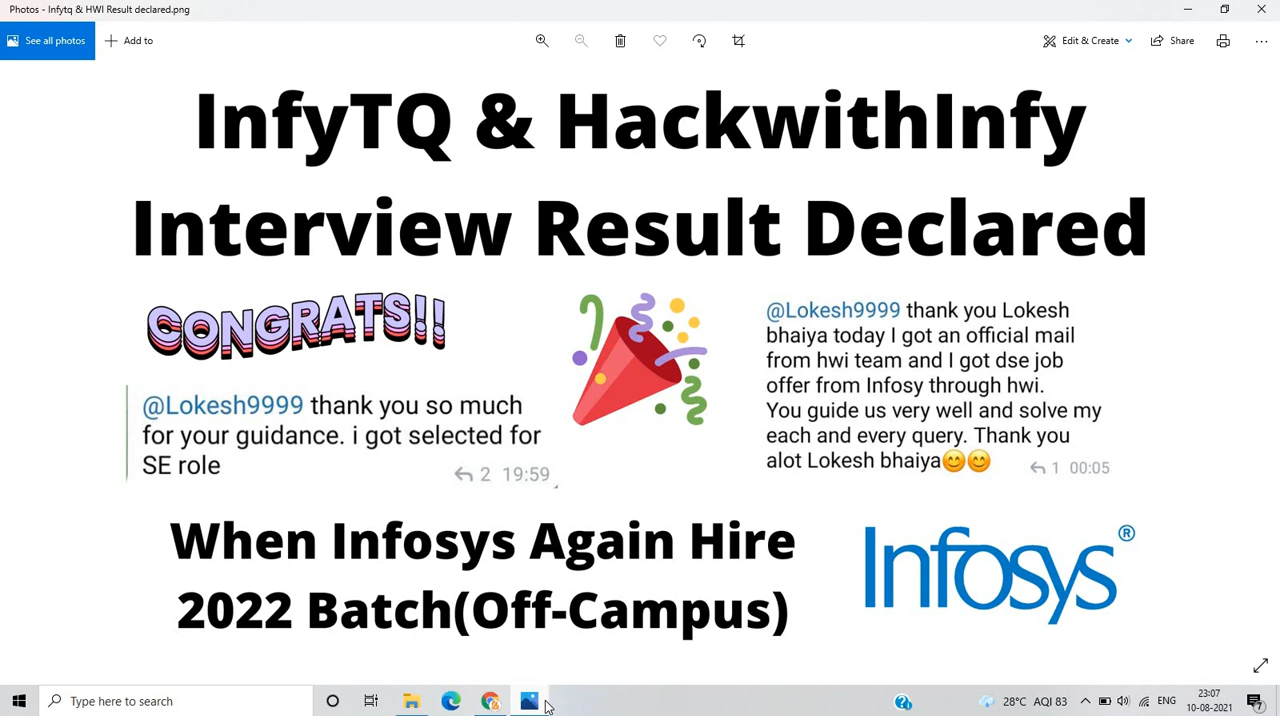 Photos - Infytq & HWI Result declared.png
See all photos
Add to
Edit & Create
Share
InfyTQ & HackwithInfy
Interview Result Declared
CONGRATS!!
@Lokesh9999 thank you so much
for your guidance. i got selected for
SE role
2 19:59
@Lokesh9999 thank you Lokesh
bhaiya today I got an official mail
from hwi team and I got dse job
offer from Infosy through hwi.
You guide us very well and solve my
each and every query. Thank you
alot Lokesh bhaiya😊😊
1 00:05
When Infosys Again Hire
2022 Batch(Off-Campus)
Infosys®
Type here to search
28°C AQI 83
ENG
23:07
10-08-2021
7